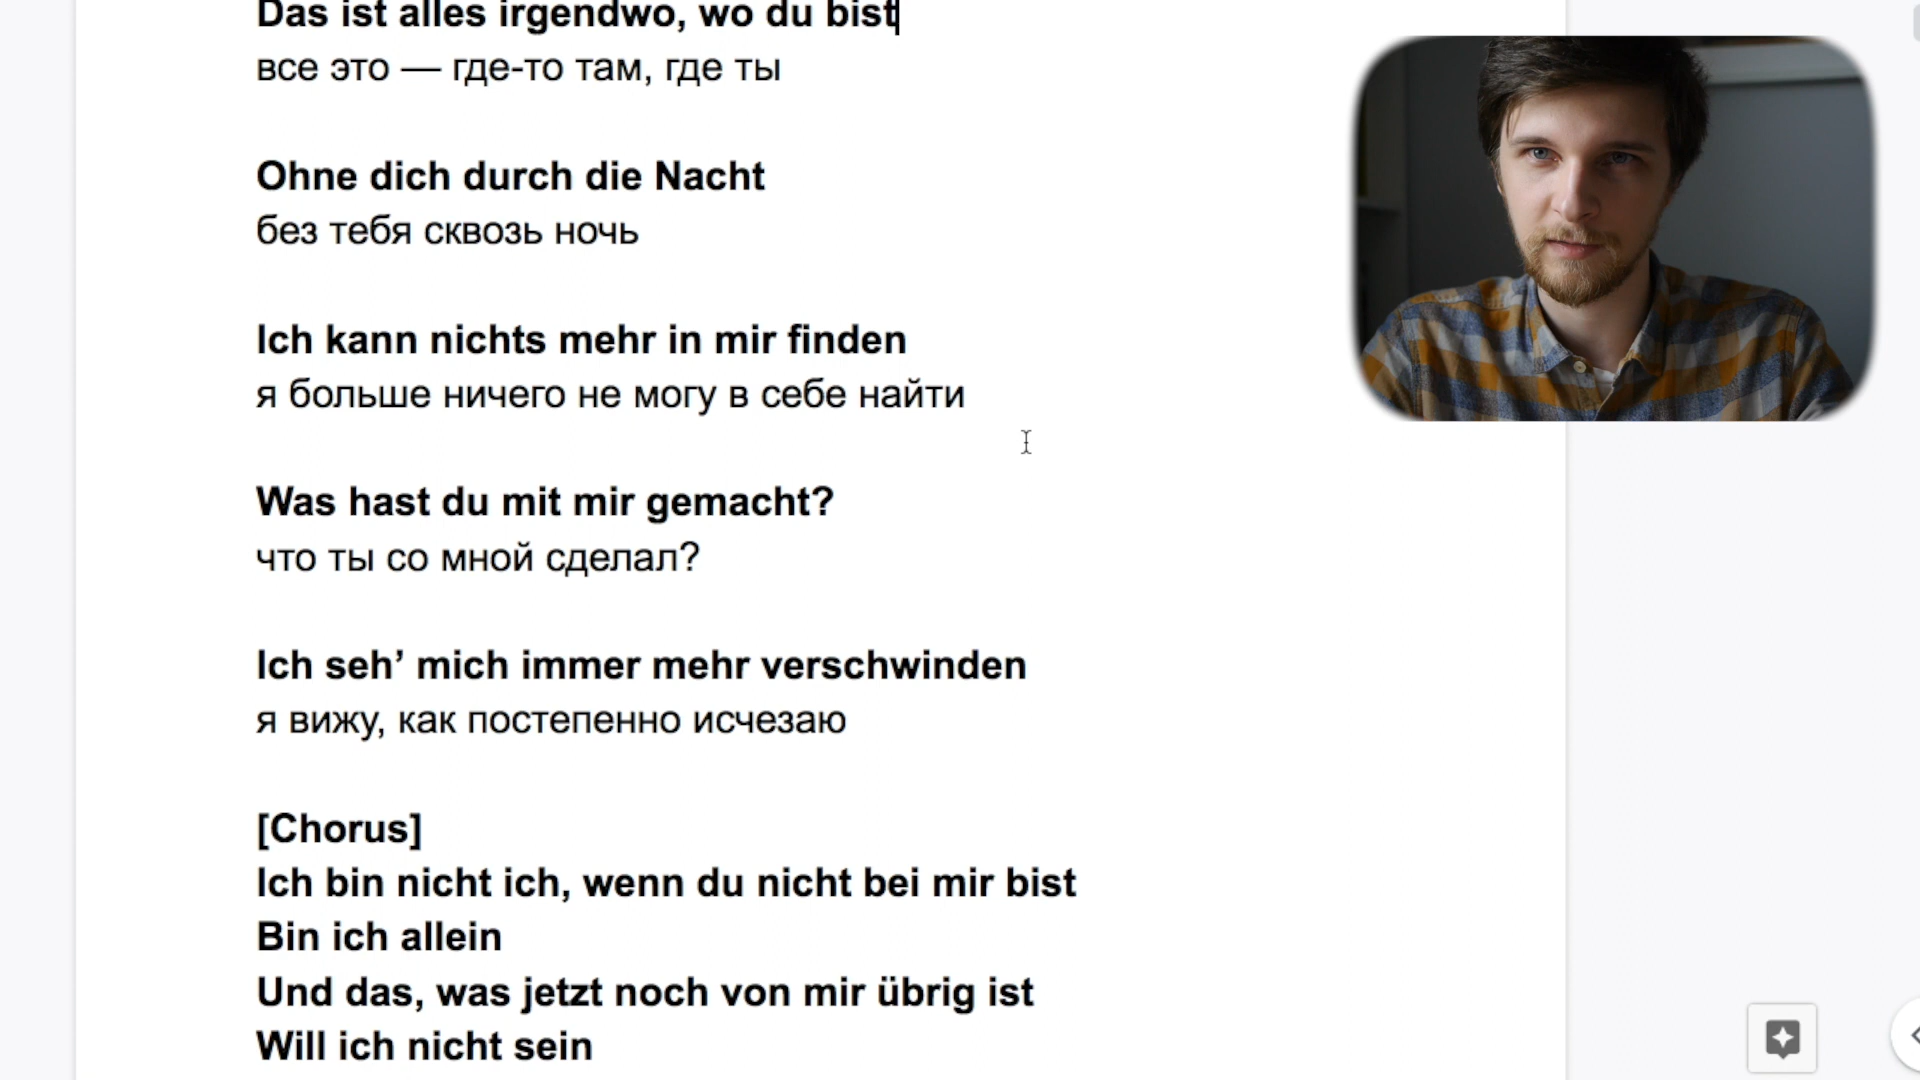 Das ist alles irgendwo, wo du bist
все это — где-то там, где ты
Ohne dich durch die Nacht
без тебя сквозь ночь
Ich kann nichts mehr in mir finden
я больше ничего не могу в себе найти
Was hast du mit mir gemacht?
что ты со мной сделал?
Ich seh’ mich immer mehr verschwinden
я вижу, как постепенно исчезаю
[Chorus]
Ich bin nicht ich, wenn du nicht bei mir bist
Bin ich allein
Und das, was jetzt noch von mir übrig ist
Will ich nicht sein